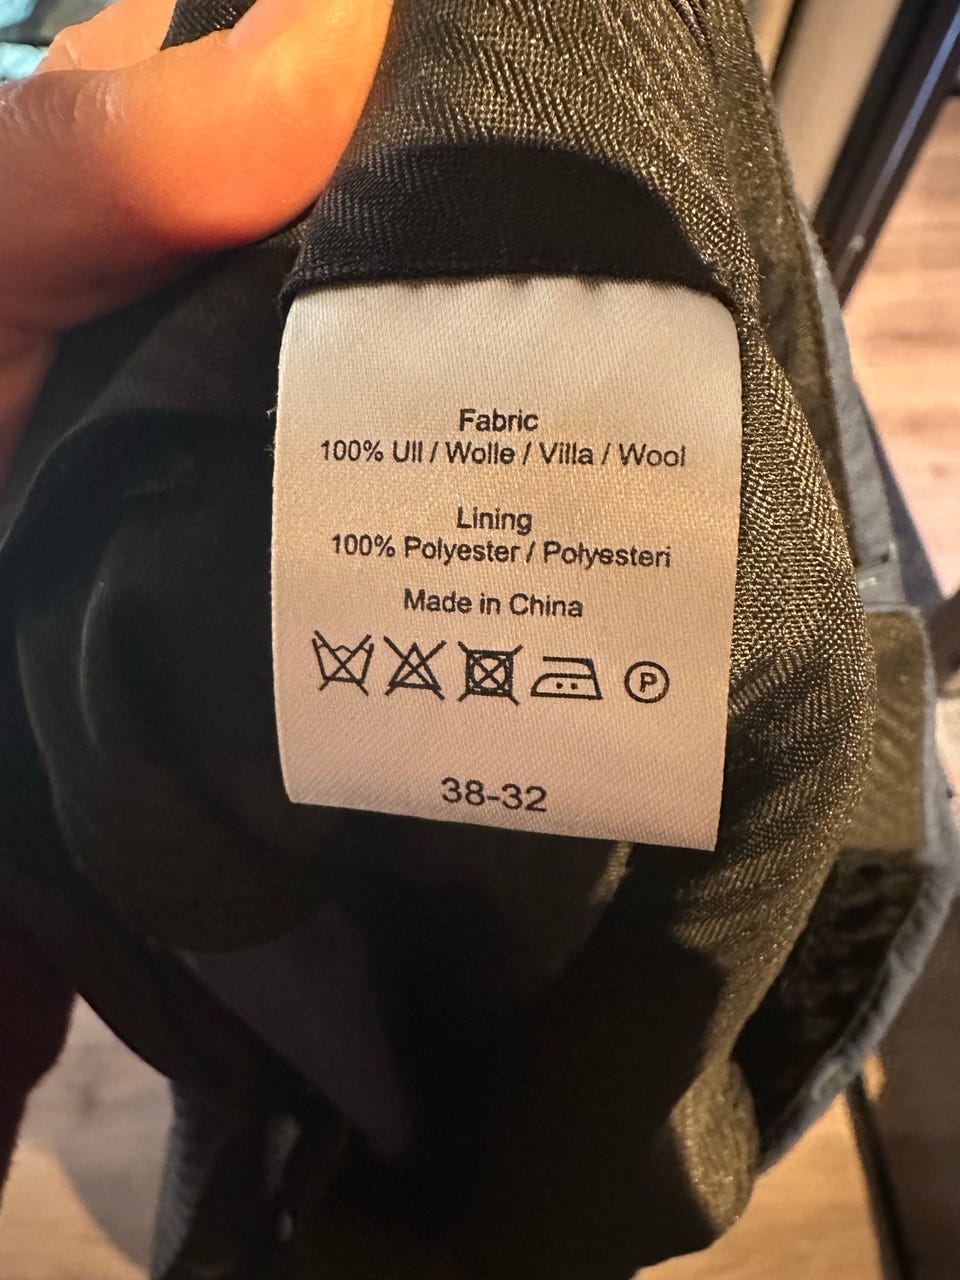 Fabric
100% Ull / Wolle / Villa / Wool
Lining
100% Polyester / Polyesteri
Made in China
P
38-32